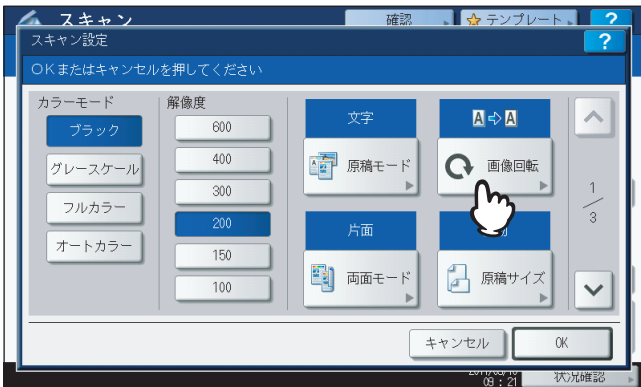 スキャン
確認
テンプレート
?
スキャン設定
?
OKまたはキャンセルを押してください
カラーモード
ブラック
グレースケール
フルカラー
オートカラー
解像度
600
400
300
200
150
100
文字
原稿モード
A⇨A
画像回転
片面
両面モード
原稿サイズ
1
3
キャンセル
OK
09:21
状況確認